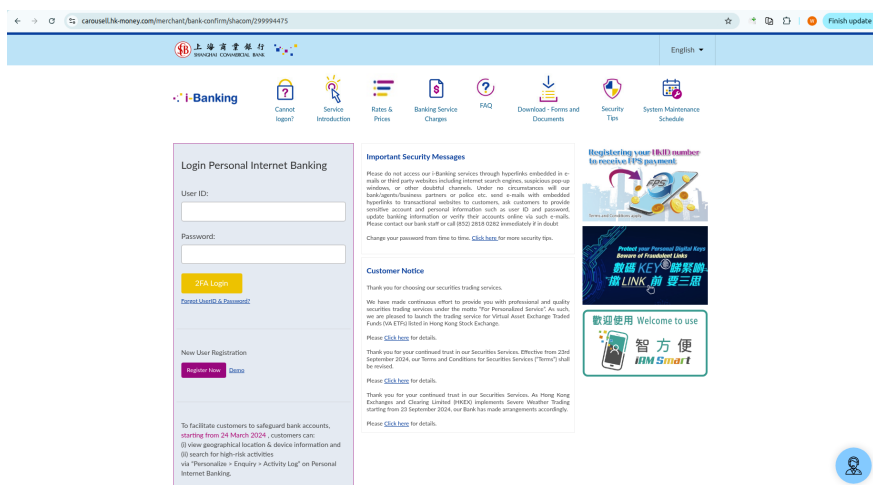 carousell.hk-money.com/merchant/bank-confirm/shacom/299994475
Finish update
上海商業銀行
SHANGHAI COMMERCIAL BANK
English
i-Banking
Cannot
logon?
Service
Introduction
Rates &
Prices
Banking Service
Charges
FAQ
Download - Forms and
Documents
Security
Tips
System Maintenance
Schedule
Login Personal Internet Banking
User ID:
Password:
2FA Login
Forgot UserID & Password?
New User Registration
Register Now
Demo
To facilitate customers to safeguard bank accounts,
starting from 24 March 2024 , customers can:
(i) view geographical location & device information and
(ii) search for high-risk activities
via "Personalize > Enquiry > Activity Log" on Personal
Internet Banking.
Important Security Messages
Please do not access our i-Banking services through hyperlinks embedded in e-
mails or third party websites including internet search engines, suspicious pop-up
windows, or other doubtful channels. Under no circumstances will our
bank/agents/business partners or police etc. send e-mails with embedded
hyperlinks to transactional websites to customers, ask customers to provide
sensitive account and personal information such as user ID and password,
update banking information or verify their accounts online via such e-mails.
Please contact our bank staff or call (852) 2818 0282 immediately if in doubt
Change your password from time to time. Click here for more security tips.
Customer Notice
Thank you for choosing our securities trading services.
We have made continuous effort to provide you with professional and quality
securities trading services under the motto "For Personalized Service". As such,
we are pleased to launch the trading service for Virtual Asset Exchange Traded
Funds (VA ETFs) listed in Hong Kong Stock Exchange.
Please Click here for details.
Thank you for your continued trust in our Securities Services. Effective from 23rd
September 2024, our Terms and Conditions for Securities Services ("Terms") shall
be revised.
Please Click here for details.
Thank you for your continued trust in our Securities Services. As Hong Kong
Exchanges and Clearing Limited (HKEX) implements Severe Weather Trading
starting from 23 September 2024, our Bank has made arrangements accordingly.
Please Click here for details.
Registering your HKID number
to receive FPS payment
FPS
Terms and Conditions apply
Protect your Personal Digital Keys
Beware of Fraudulent Links
數碼 KEY 睇緊啲
撳 LINK 前 要三思
歡迎使用 Welcome to use
智方便
iAM Smart